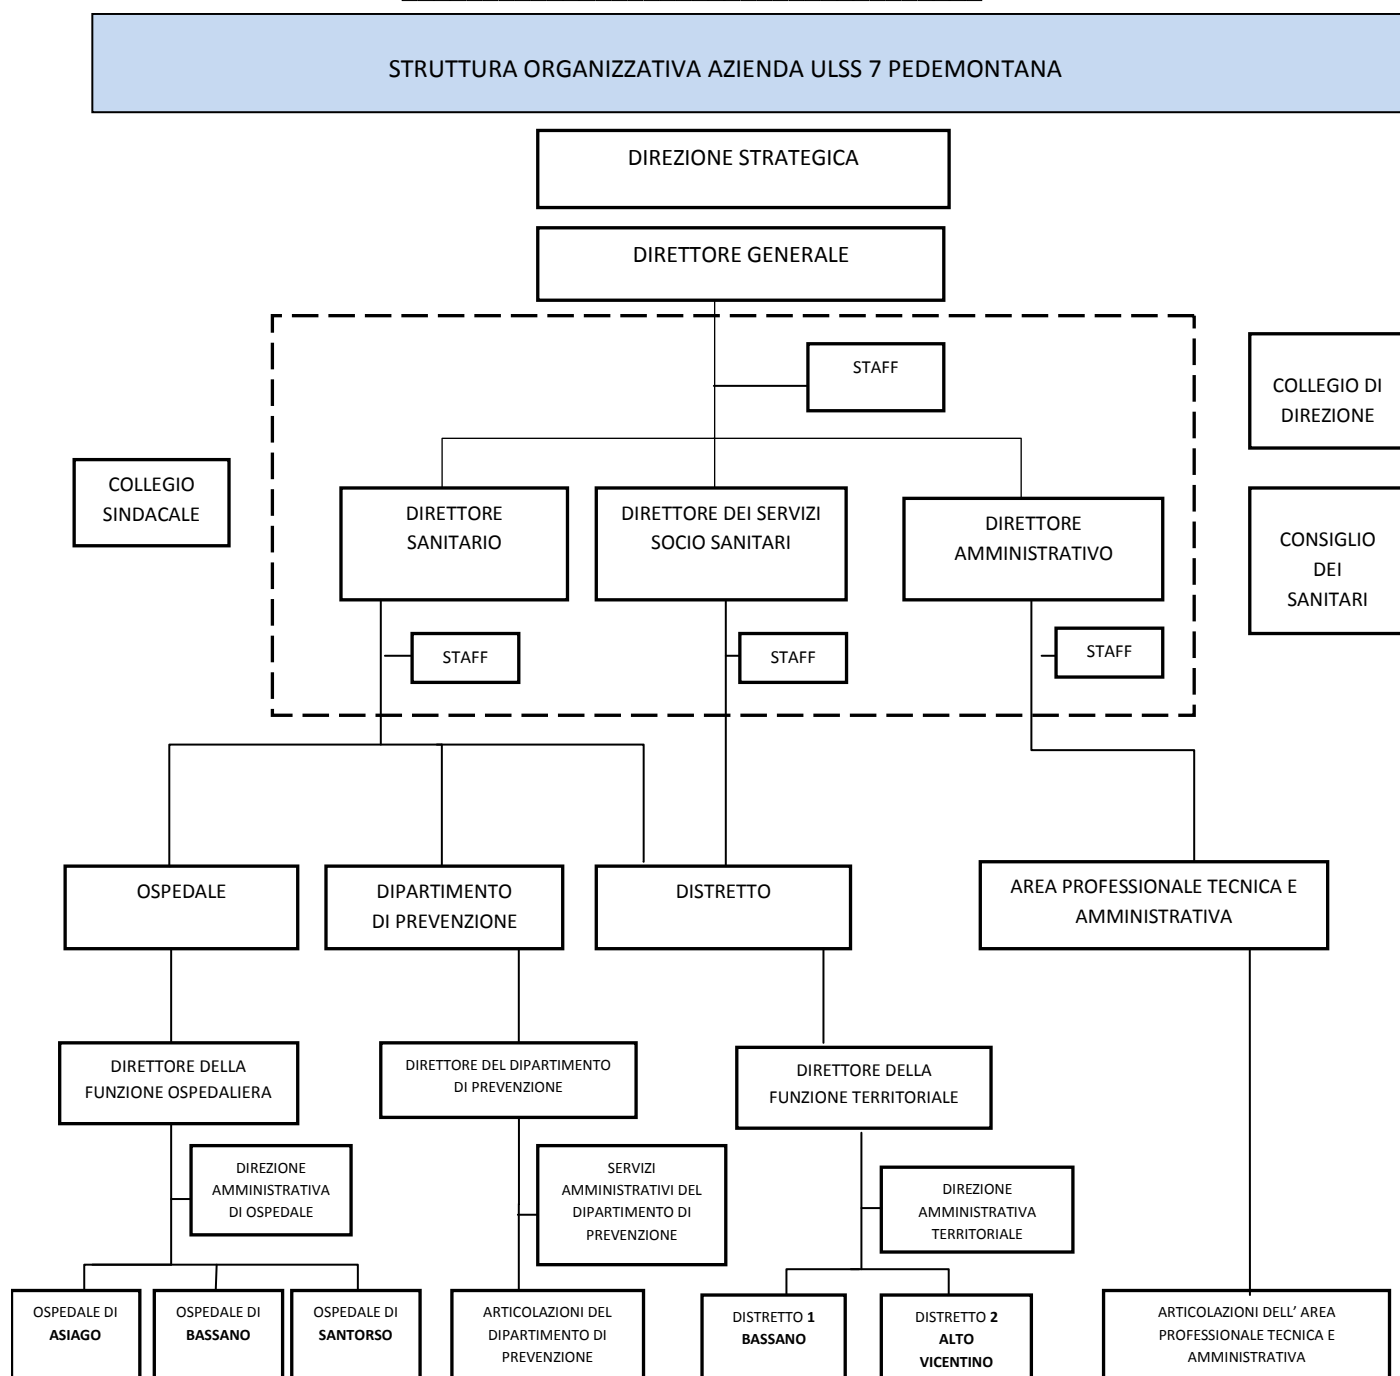 STRUTTURA ORGANIZZATIVA AZIENDA ULSS 7 PEDEMONTANA
DIREZIONE STRATEGICA
DIRETTORE GENERALE
STAFF
COLLEGIO DI
DIREZIONE
COLLEGIO
SINDACALE
DIRETTORE
SANITARIO
DIRETTORE DEI SERVIZI
SOCIO SANITARI
DIRETTORE
AMMINISTRATIVO
CONSIGLIO
DEI
SANITARI
STAFF
STAFF
STAFF
OSPEDALE
DIPARTIMENTO
DI PREVENZIONE
DISTRETTO
AREA PROFESSIONALE TECNICA E
AMMINISTRATIVA
DIRETTORE DELLA
FUNZIONE OSPEDALIERA
DIRETTORE DEL DIPARTIMENTO
DI PREVENZIONE
DIRETTORE DELLA
FUNZIONE TERRITORIALE
DIREZIONE
AMMINISTRATIVA
DI OSPEDALE
SERVIZI
AMMINISTRATIVI DEL
DIPARTIMENTO DI
PREVENZIONE
DIREZIONE
AMMINISTRATIVA
TERRITORIALE
OSPEDALE DI
ASIAGO
OSPEDALE DI
BASSANO
OSPEDALE DI
SANTORSO
ARTICOLAZIONI DEL
DIPARTIMENTO DI
PREVENZIONE
DISTRETTO 1
BASSANO
DISTRETTO 2
ALTO
VICENTINO
ARTICOLAZIONI DELL’ AREA
PROFESSIONALE TECNICA E
AMMINISTRATIVA